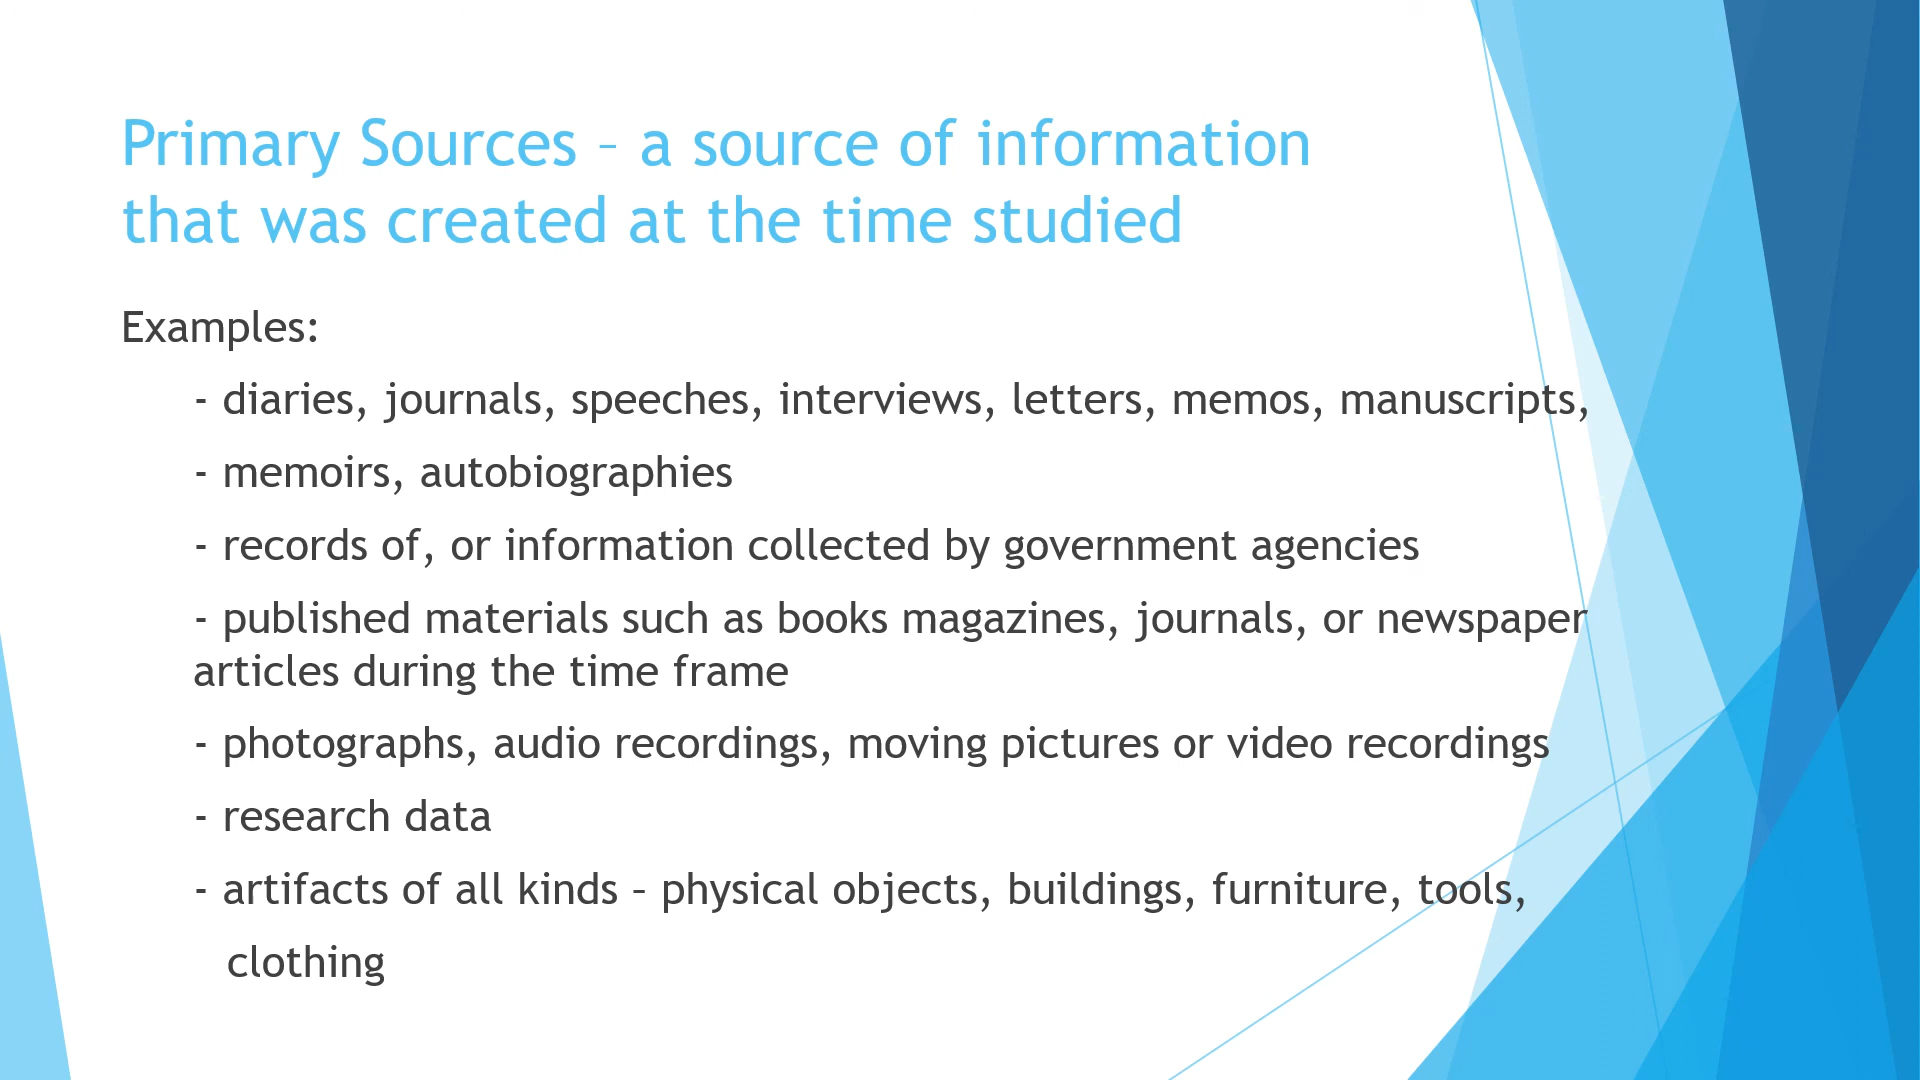 Primary Sources – a source of information
that was created at the time studied
Examples:
- diaries, journals, speeches, interviews, letters, memos, manuscripts,
- memoirs, autobiographies
- records of, or information collected by government agencies
- published materials such as books magazines, journals, or newspaper
articles during the time frame
- photographs, audio recordings, moving pictures or video recordings
- research data
- artifacts of all kinds – physical objects, buildings, furniture, tools,
clothing